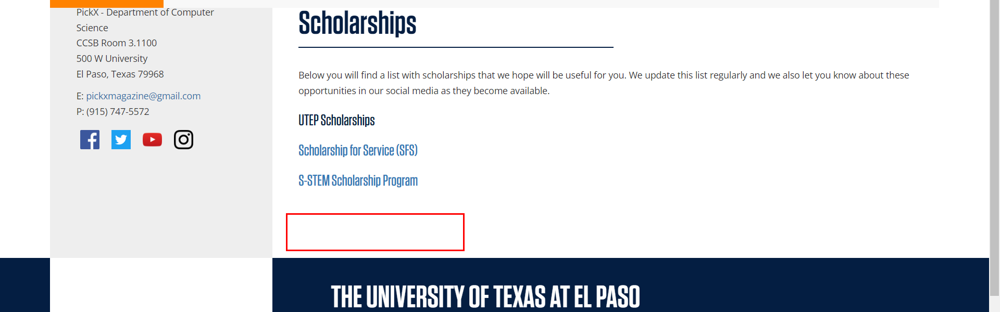 PickX - Department of Computer
Science
CCSB Room 3.1100
500 W University
El Paso, Texas 79968
E: pickxmagazine@gmail.com
P: (915) 747-5572
Scholarships
Below you will find a list with scholarships that we hope will be useful for you. We update this list regularly and we also let you know about these
opportunities in our social media as they become available.
UTEP Scholarships
Scholarship for Service (SFS)
S-STEM Scholarship Program
THE UNIVERSITY OF TEXAS AT EL PASO